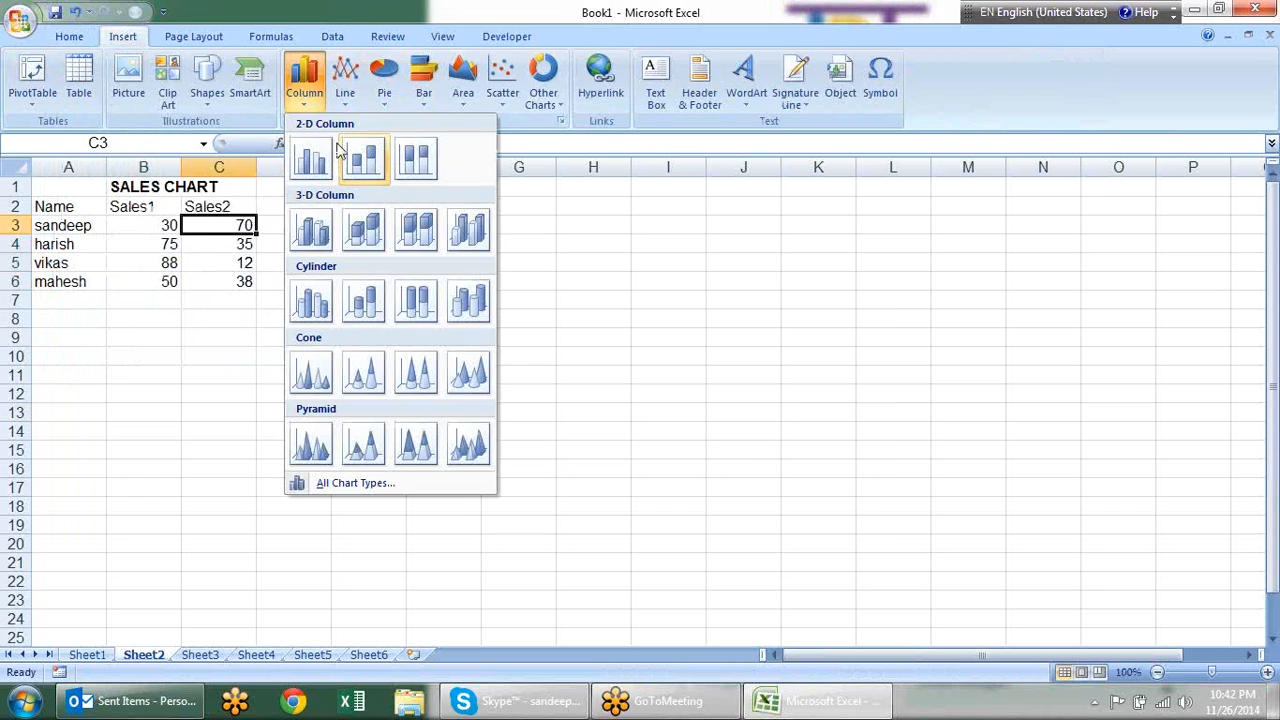 Book1 - Microsoft Excel
EN English (United States)
Help
Home
Insert
Page Layout
Formulas
Data
Review
View
Developer
PivotTable
Table
Picture
Clip
Art
Shapes
SmartArt
Column
Line
Pie
Bar
Area
Scatter
Other
Charts
Hyperlink
Text
Box
Header
& Footer
WordArt
Signature
Line
Object
Symbol
Tables
Illustrations
Links
Text
C3
2-D Column
3-D Column
Cylinder
Cone
Pyramid
All Chart Types...
A B C G H I J K L M N O P
1 SALES CHART
2 Name Sales1 Sales2
3 sandeep 30 70
4 harish 75 35
5 vikas 88 12
6 mahesh 50 38
7
8
9
10
11
12
13
14
15
16
17
18
19
20
21
22
23
24
25
Sheet1 Sheet2 Sheet3 Sheet4 Sheet5 Sheet6
Ready
100%
Sent Items - Perso...
Skype™ - sandeep...
GoToMeeting
Microsoft Excel - ...
10:42 PM
11/26/2014